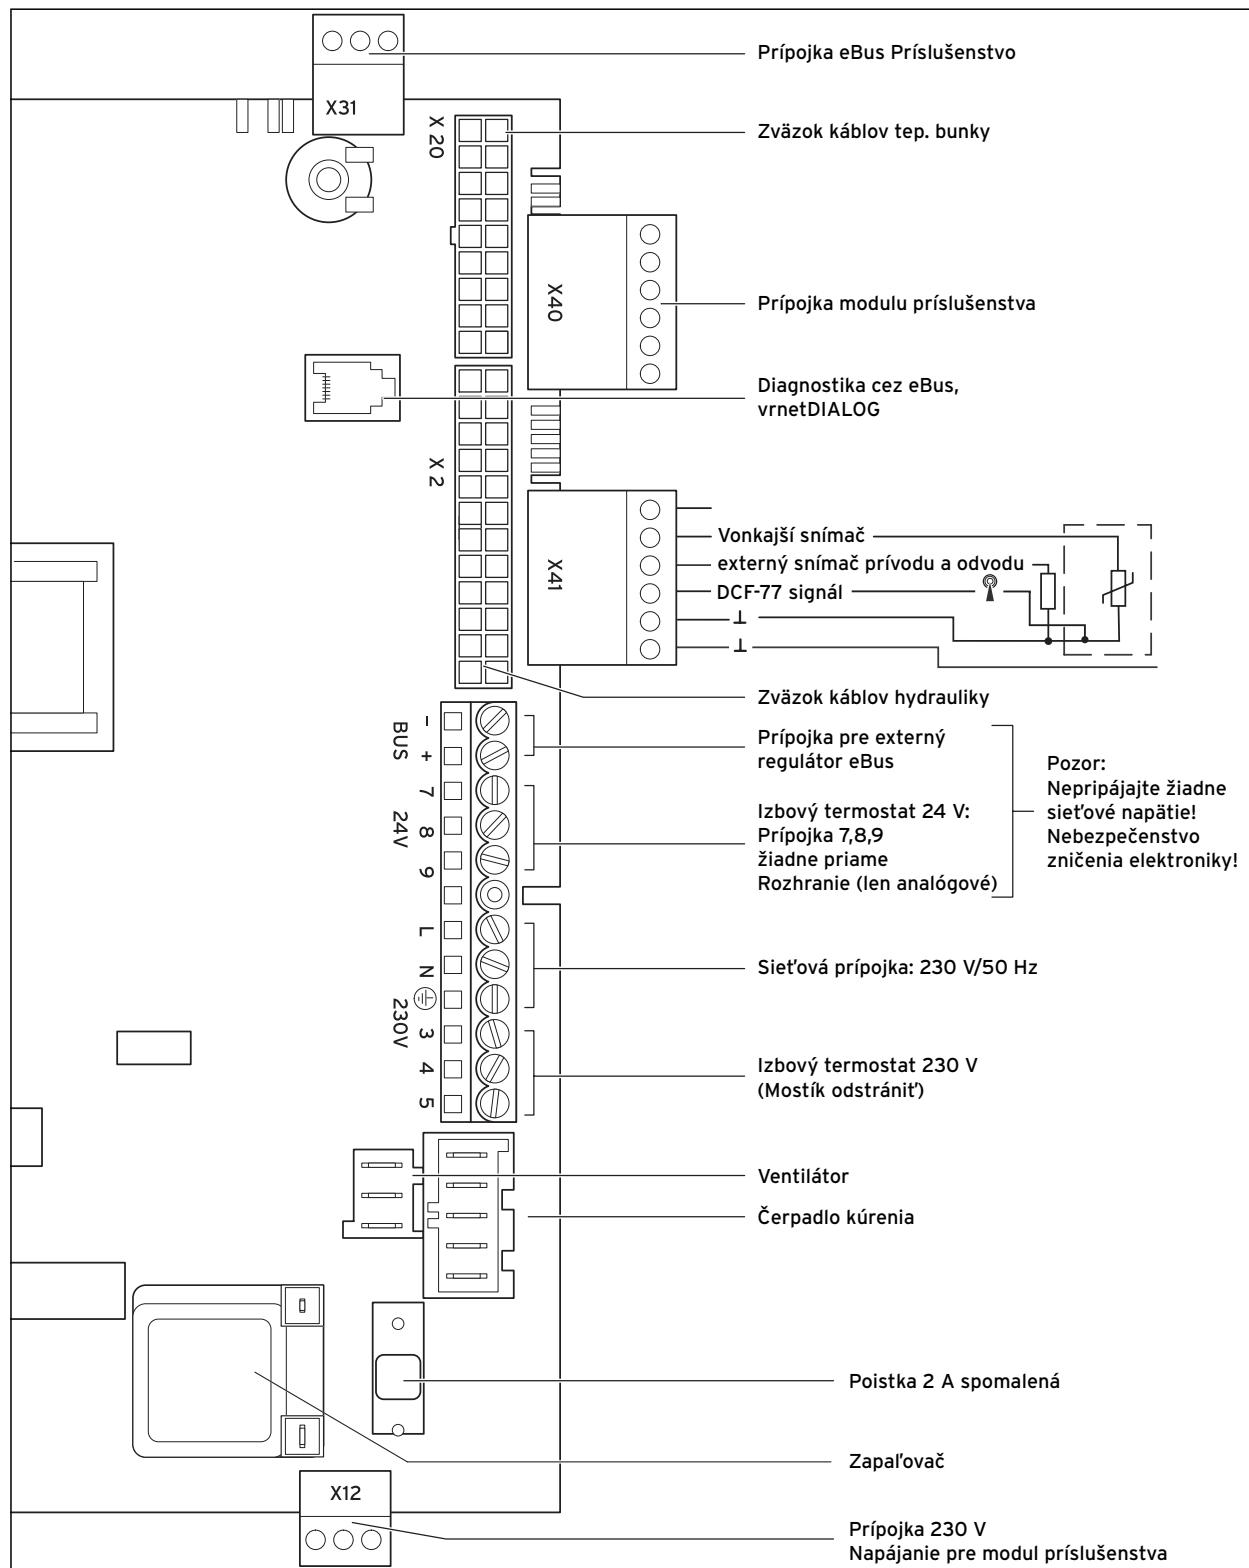 Prípojka eBus Príslušenstvo
X31
X 20
Zväzok káblov tep. bunky
X40
Prípojka modulu príslušenstva
Diagnostika cez eBus,
vrnetDIALOG
X 2
X41
Vonkajší snímač
externý snímač prívodu a odvodu
DCF-77 signál
Zväzok káblov hydrauliky
BUS
-
+
Prípojka pre externý
regulátor eBus
24V
7
8
9
Izbový termostat 24 V:
Prípojka 7,8,9
žiadne priame
Rozhranie (len analógové)
Pozor:
Nepripájajte žiadne
sieťové napätie!
Nebezpečenstvo
zničenia elektroniky!
L
N
Sieťová prípojka: 230 V/50 Hz
230V
3
4
5
Izbový termostat 230 V
(Mostík odstrániť)
Ventilátor
Čerpadlo kúrenia
Poistka 2 A spomalená
Zapaľovač
X12
Prípojka 230 V
Napájanie pre modul príslušenstva